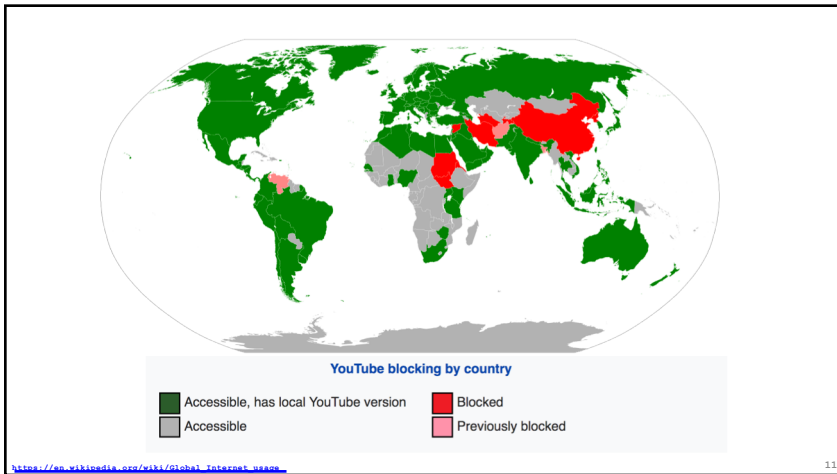 YouTube blocking by country
Accessible, has local YouTube version
Blocked
Accessible
Previously blocked
https://en.wikipedia.org/wiki/Global_Internet_usage
11